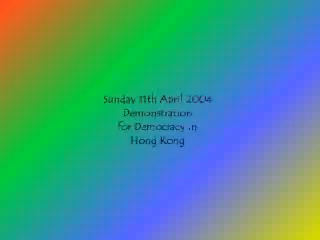 Sunday 11th April 2004
Demonstration
for Democracy in
Hong Kong